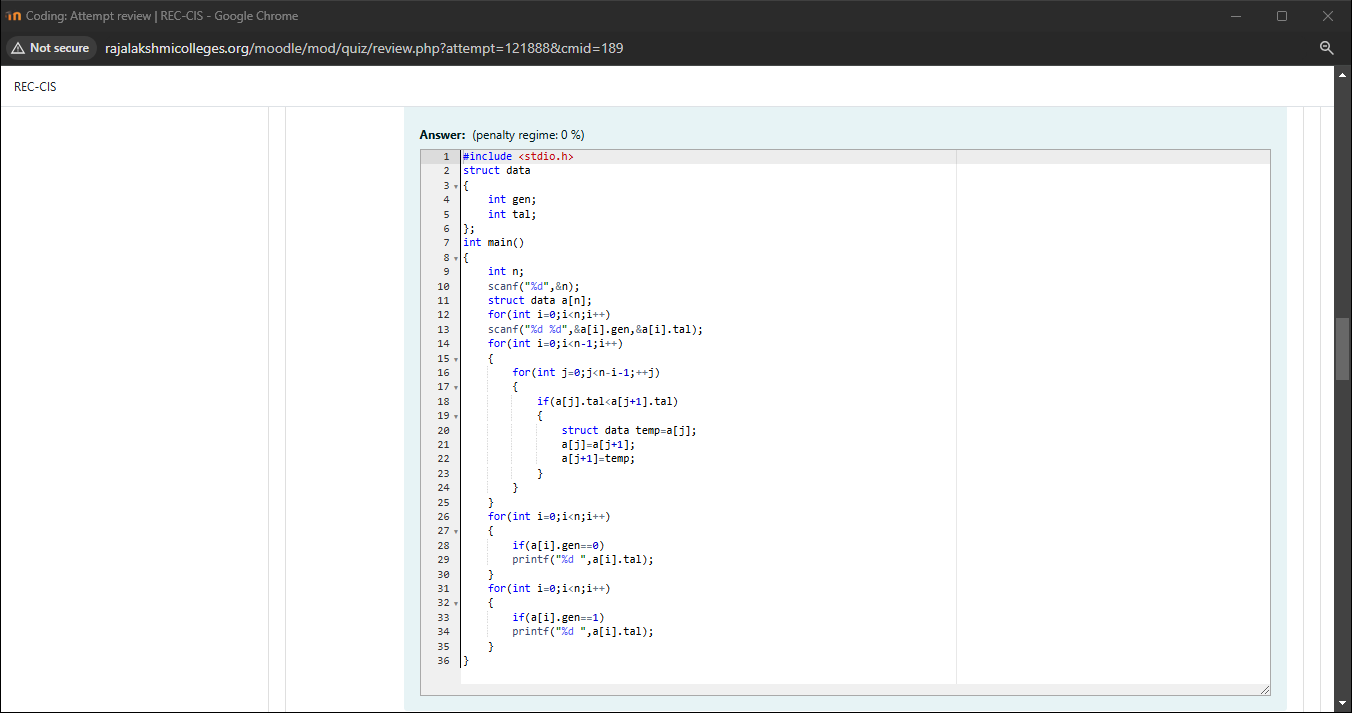 Coding: Attempt review | REC-CIS - Google Chrome
Not secure rajalakshmicolleges.org/moodle/mod/quiz/review.php?attempt=121888&cmid=189
REC-CIS
Answer: (penalty regime: 0 %)
1 #include <stdio.h>
2 struct data
3 {
4     int gen;
5     int tal;
6 };
7 int main()
8 {
9     int n;
10     scanf("%d",&n);
11     struct data a[n];
12     for(int i=0;i<n;i++)
13     scanf("%d %d",&a[i].gen,&a[i].tal);
14     for(int i=0;i<n-1;i++)
15     {
16         for(int j=0;j<n-i-1;++j)
17         {
18             if(a[j].tal<a[j+1].tal)
19             {
20                 struct data temp=a[j];
21                 a[j]=a[j+1];
22                 a[j+1]=temp;
23             }
24         }
25     }
26     for(int i=0;i<n;i++)
27     {
28         if(a[i].gen==0)
29         printf("%d ",a[i].tal);
30     }
31     for(int i=0;i<n;i++)
32     {
33         if(a[i].gen==1)
34         printf("%d ",a[i].tal);
35     }
36 }